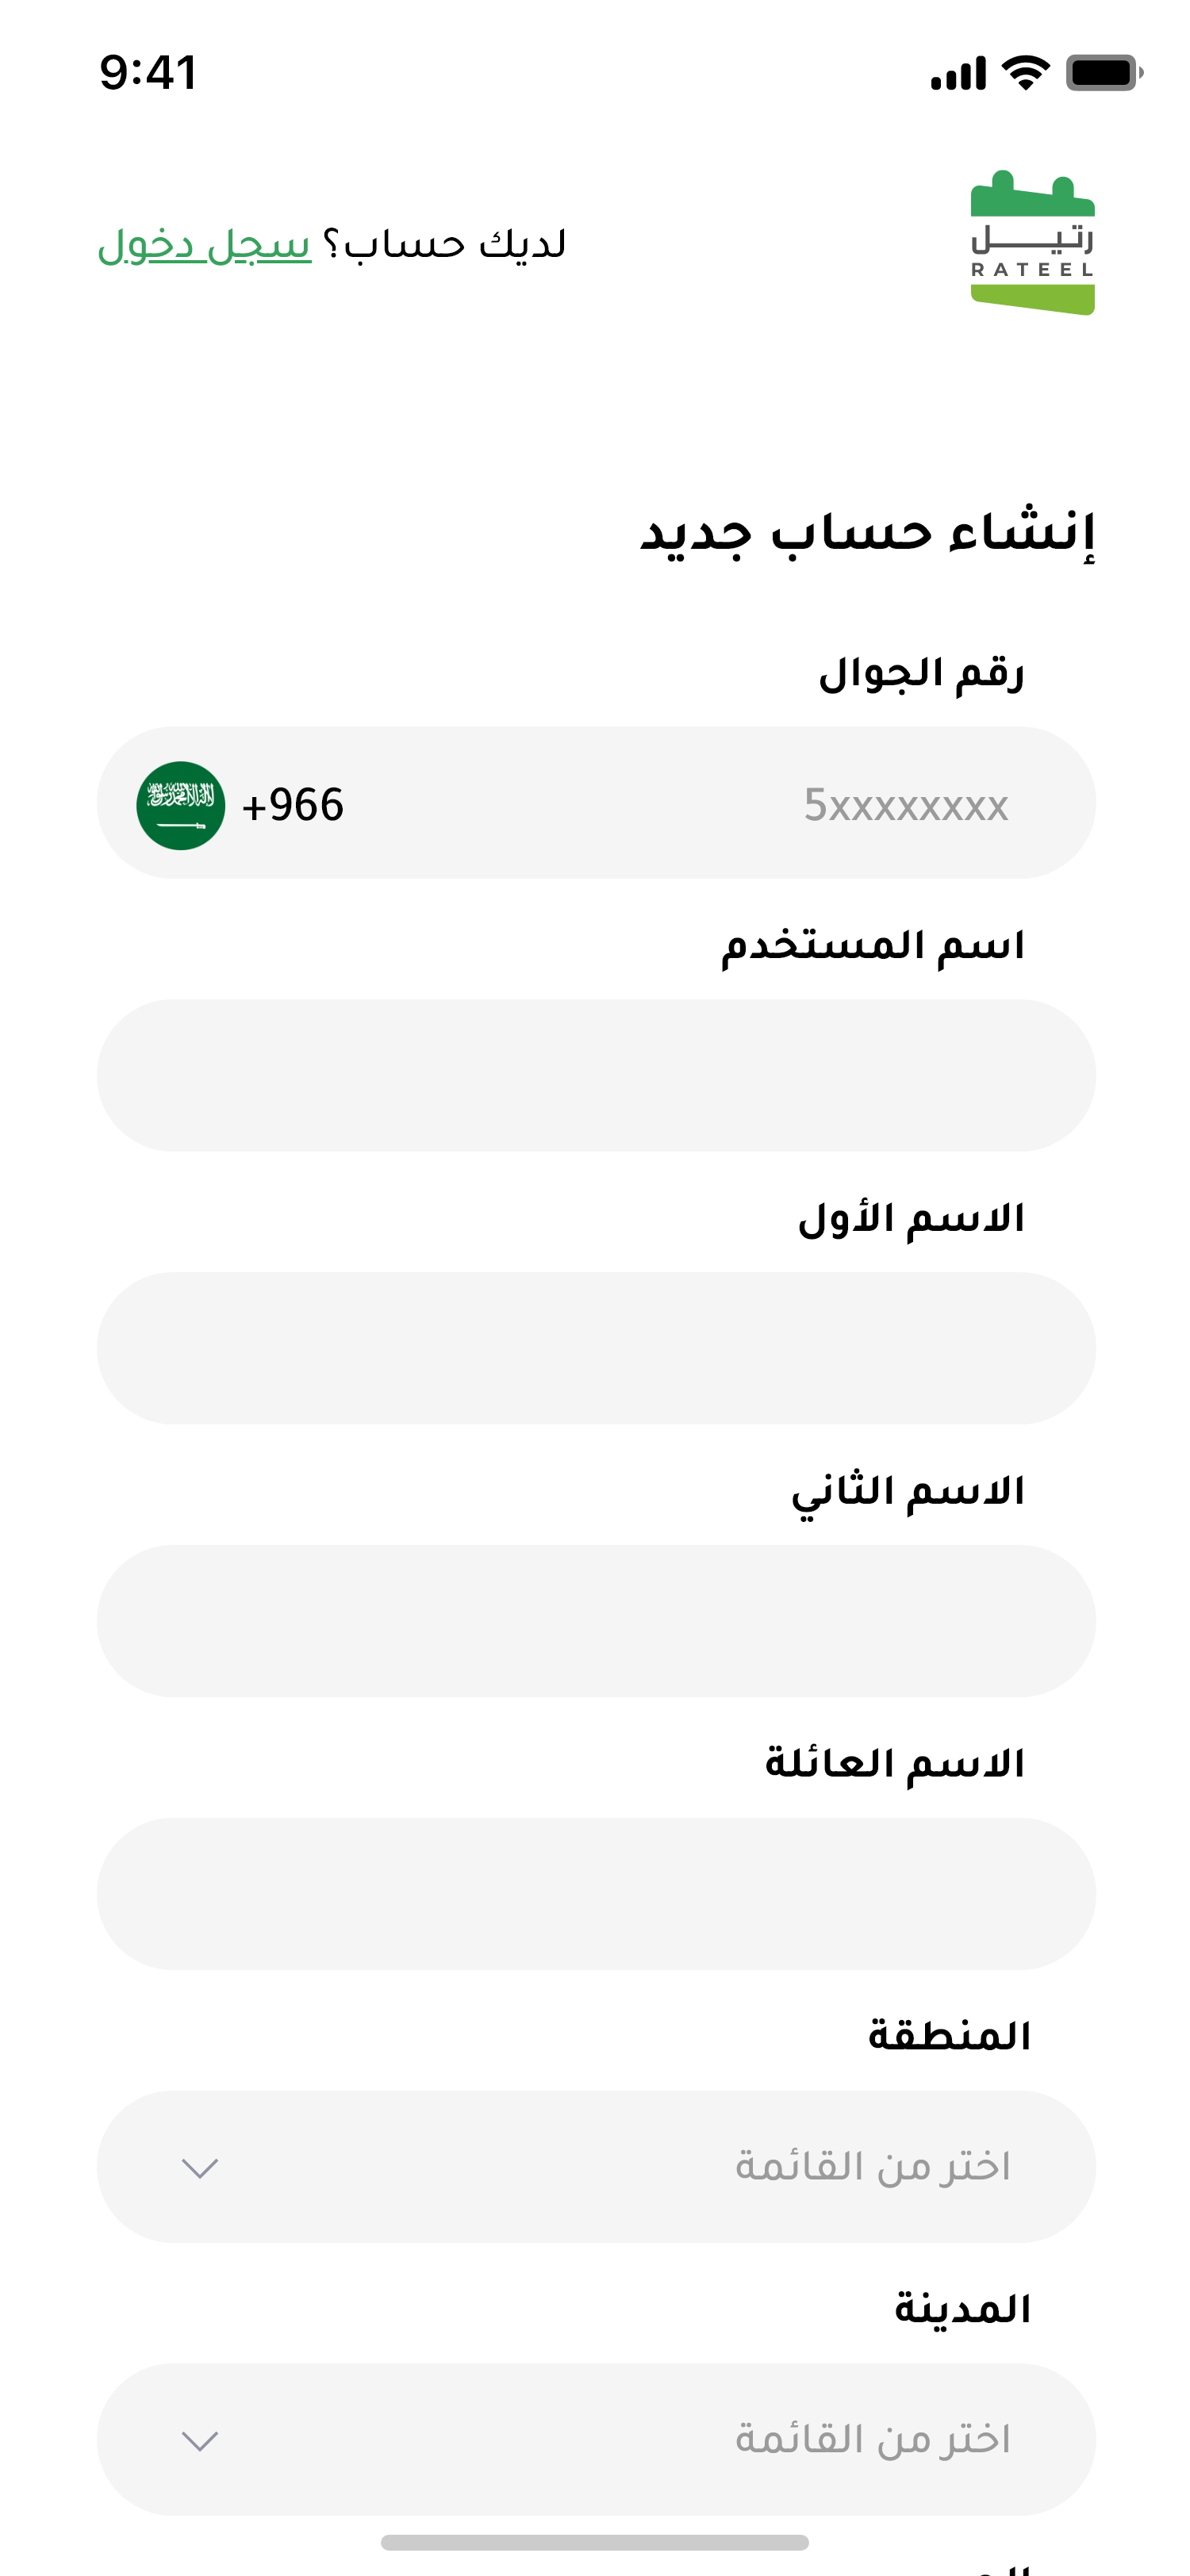 9:41
رتيل
RATEEL
لديك حساب؟ سجل دخول
إنشاء حساب جديد
رقم الجوال
5xxxxxxxx
+966
اسم المستخدم
الاسم الأول
الاسم الثاني
الاسم العائلة
المنطقة
اختر من القائمة
المدينة
اختر من القائمة